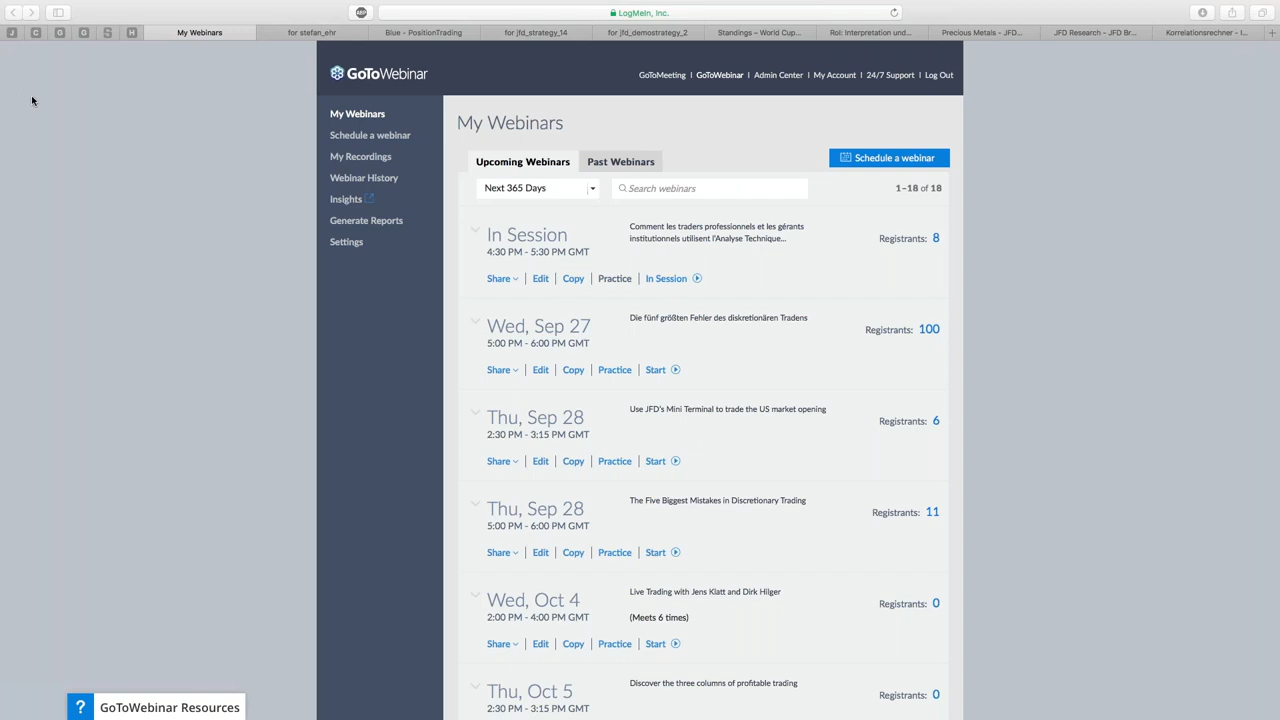 LogMeIn, Inc.
J C G G S H My Webinars for stefan_ehr Blue - PositionTrading for jfd_strategy_14 for jfd_demostrategy_2 Standings – World Cup... RoI: Interpretation und... Precious Metals - JFD... JFD Research - JFD Br... Korrelationsrechner - I...
GoToWebinar
GoToMeeting | GoToWebinar | Admin Center | My Account | 24/7 Support | Log Out
My Webinars
Schedule a webinar
My Recordings
Webinar History
Insights
Generate Reports
Settings
My Webinars
Upcoming Webinars Past Webinars Schedule a webinar
Next 365 Days Search webinars 1–18 of 18
In Session
4:30 PM - 5:30 PM GMT
Comment les traders professionnels et les gérants
institutionnels utilisent l'Analyse Technique...
Registrants: 8
Share | Edit | Copy | Practice | In Session
Wed, Sep 27
5:00 PM - 6:00 PM GMT
Die fünf größten Fehler des diskretionären Tradens
Registrants: 100
Share | Edit | Copy | Practice | Start
Thu, Sep 28
2:30 PM - 3:15 PM GMT
Use JFD's Mini Terminal to trade the US market opening
Registrants: 6
Share | Edit | Copy | Practice | Start
Thu, Sep 28
5:00 PM - 6:00 PM GMT
The Five Biggest Mistakes in Discretionary Trading
Registrants: 11
Share | Edit | Copy | Practice | Start
Wed, Oct 4
2:00 PM - 4:00 PM GMT
Live Trading with Jens Klatt and Dirk Hilger
(Meets 6 times)
Registrants: 0
Share | Edit | Copy | Practice | Start
Thu, Oct 5
2:30 PM - 3:15 PM GMT
Discover the three columns of profitable trading
Registrants: 0
? GoToWebinar Resources